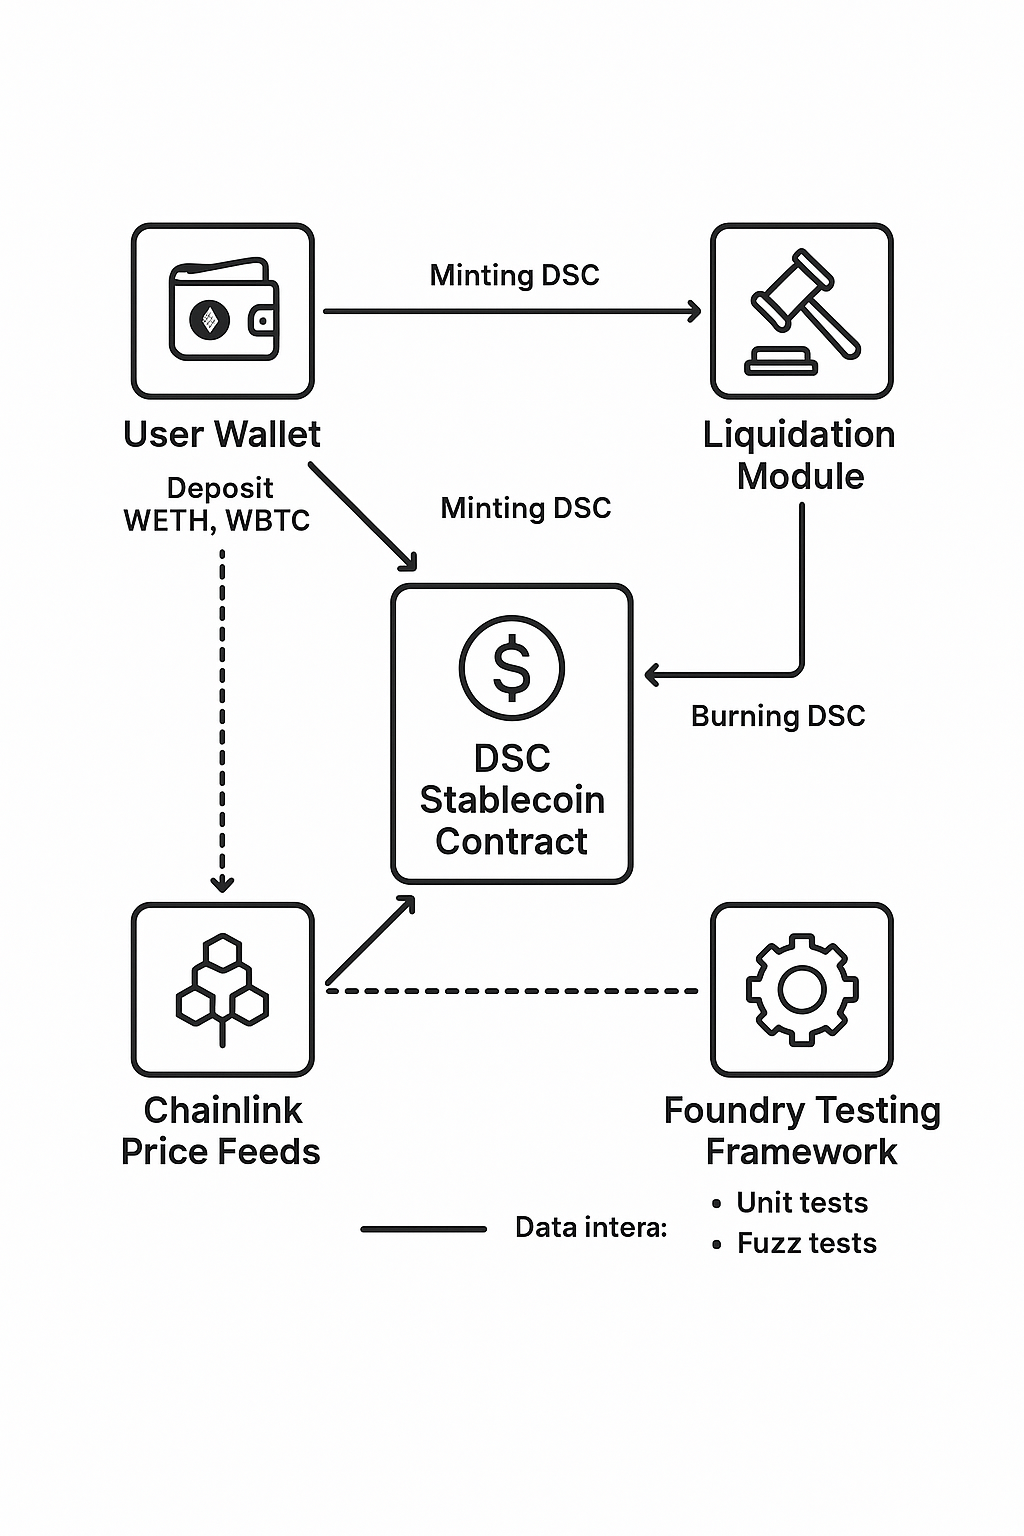 Minting DSC
User Wallet
Liquidation
Module
Deposit
WETH, WBTC
Minting DSC
$
DSC
Stablecoin
Contract
Burning DSC
Chainlink
Price Feeds
Foundry Testing
Framework
• Unit tests
• Fuzz tests
Data intera: